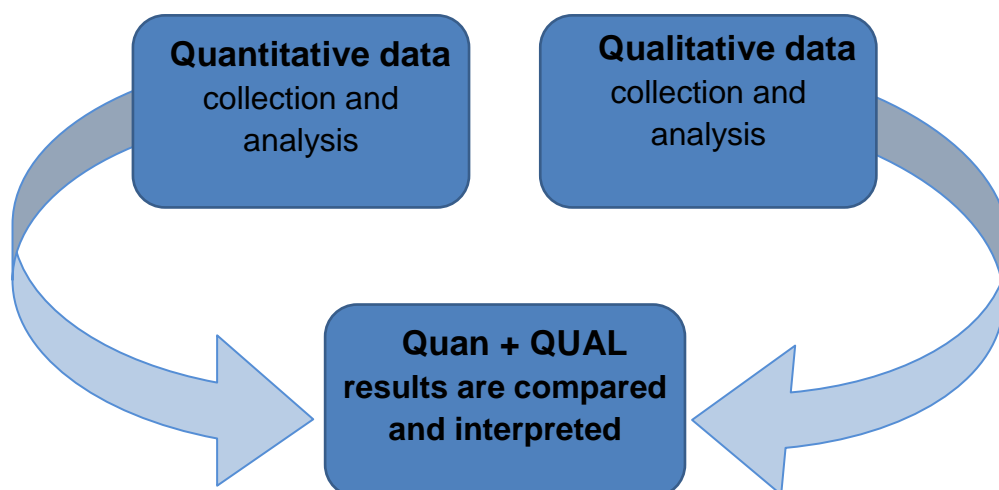 Quantitative data
collection and
analysis
Qualitative data
collection and
analysis
Quan + QUAL
results are compared
and interpreted